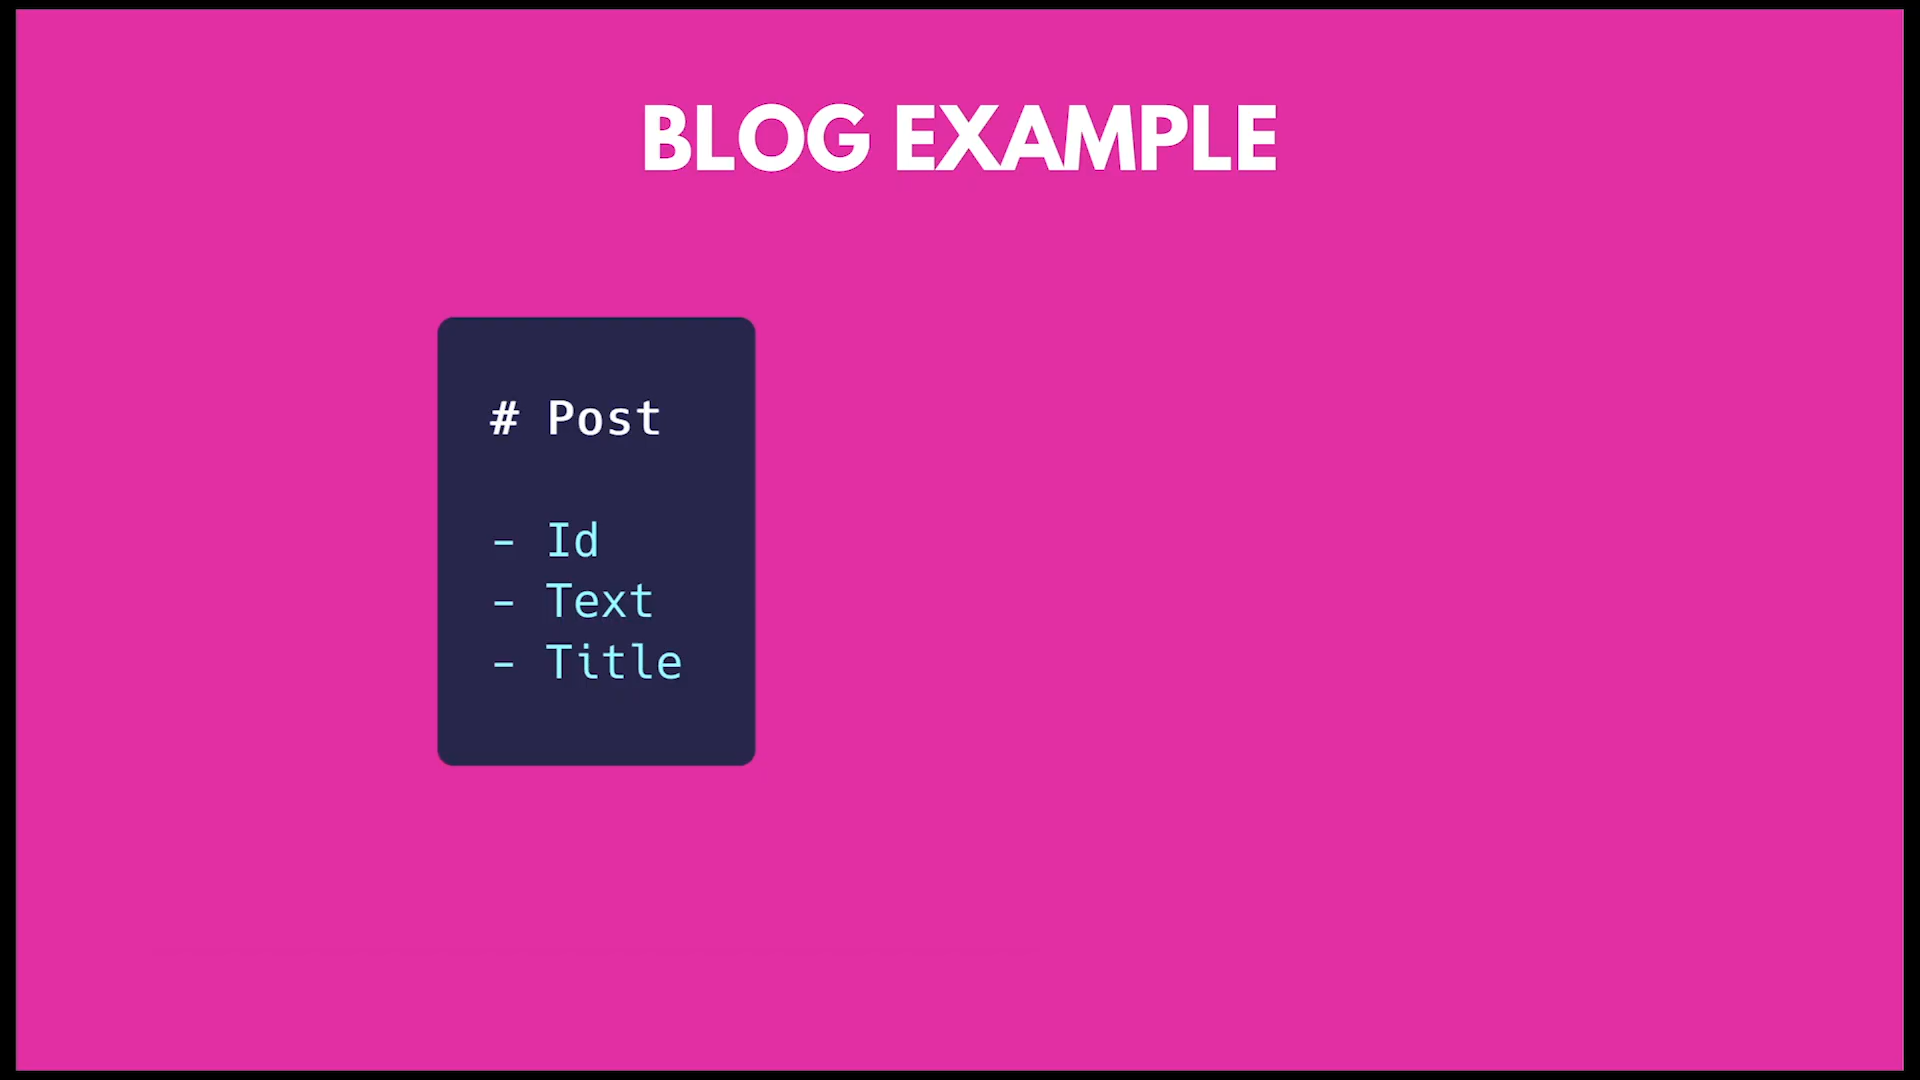 BLOG EXAMPLE
# Post
- Id
- Text
- Title